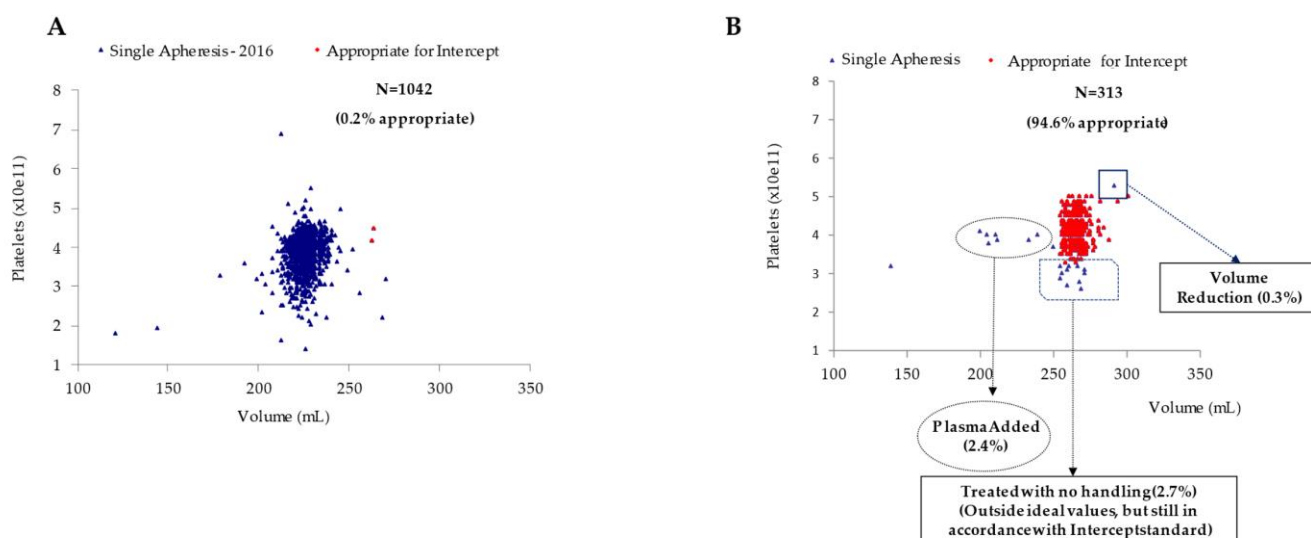 A
Single Apheresis - 2016
Appropriate for Intercept
N=1042
(0.2% appropriate)
Platelets (x10e11)
8
7
6
5
4
3
2
1
100
150
200
250
300
350
Volume (mL)
B
Single Apheresis
Appropriate for Intercept
N=313
(94.6% appropriate)
Platelets (x10e11)
8
7
6
5
4
3
2
1
100
150
200
250
300
350
Volume (mL)
Volume
Reduction (0.3%)
Plasma Added
(2.4%)
Treated with no handling (2.7%)
(Outside ideal values, but still in
accordance with Intercept standard)